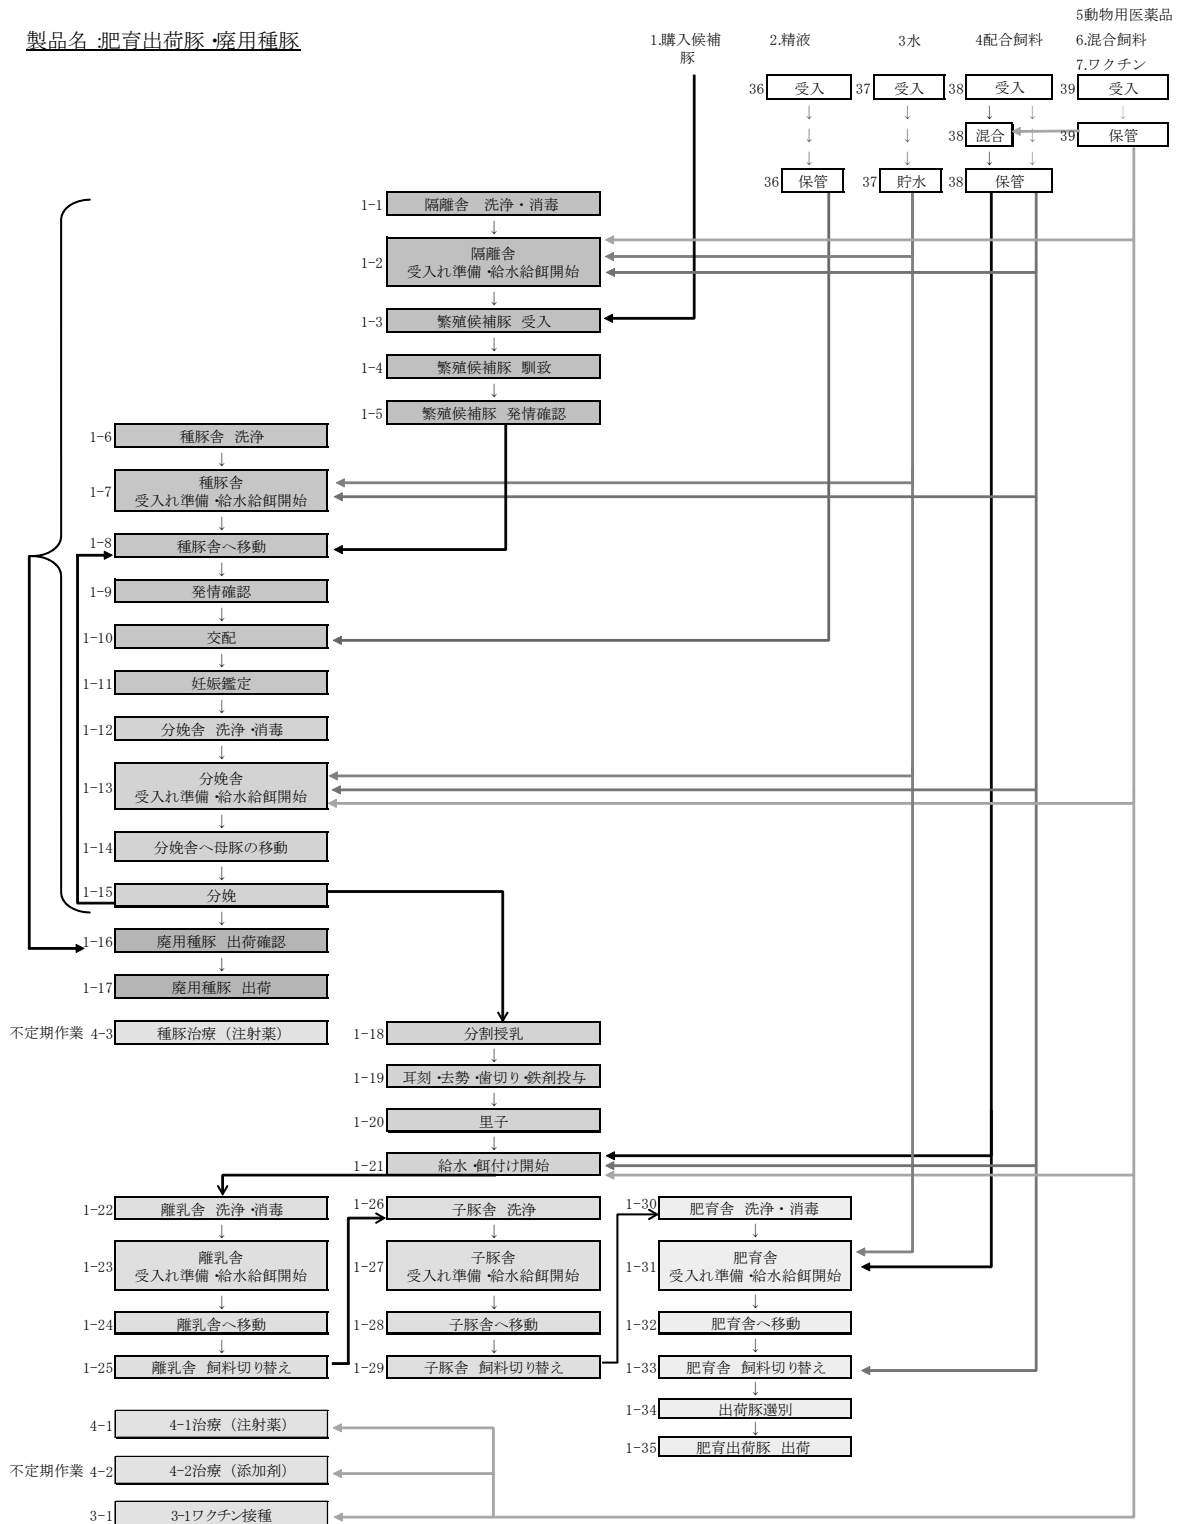 製品名 :肥育出荷豚・廃用種豚
1.購入候補
豚
2.精液
3水
4配合飼料
5動物用医薬品
6.混合飼料
7.ワクチン
36 受入
37 受入
38 受入
39 受入
↓ ↓ ↓ ↓ ↓
↓ ↓ 38 混合 ↓ 39 保管
↓ ↓ ↓ ↓
36 保管
37 貯水
38 保管
1-1 隔離舎 洗浄・消毒
↓
1-2 隔離舎
受入れ準備・給水給餌開始
↓
1-3 繁殖候補豚 受入
↓
1-4 繁殖候補豚 馴致
↓
1-5 繁殖候補豚 発情確認
1-6 種豚舎 洗浄
↓
1-7 種豚舎
受入れ準備・給水給餌開始
↓
1-8 種豚舎へ移動
↓
1-9 発情確認
↓
1-10 交配
↓
1-11 妊娠鑑定
↓
1-12 分娩舎 洗浄・消毒
↓
1-13 分娩舎
受入れ準備・給水給餌開始
↓
1-14 分娩舎へ母豚の移動
↓
1-15 分娩
↓
1-16 廃用種豚 出荷確認
↓
1-17 廃用種豚 出荷
不定期作業 4-3 種豚治療（注射薬）
1-18 分割授乳
↓
1-19 耳刻・去勢・歯切り・鉄剤投与
↓
1-20 里子
↓
1-21 給水・餌付け開始
1-22 離乳舎 洗浄・消毒
↓
1-23 離乳舎
受入れ準備・給水給餌開始
↓
1-24 離乳舎へ移動
↓
1-25 離乳舎 飼料切り替え
1-26 子豚舎 洗浄
↓
1-27 子豚舎
受入れ準備・給水給餌開始
↓
1-28 子豚舎へ移動
↓
1-29 子豚舎 飼料切り替え
1-30 肥育舎 洗浄・消毒
↓
1-31 肥育舎
受入れ準備・給水給餌開始
↓
1-32 肥育舎へ移動
↓
1-33 肥育舎 飼料切り替え
↓
1-34 出荷豚選別
↓
1-35 肥育出荷豚 出荷
4-1 4-1治療（注射薬）
不定期作業 4-2 4-2治療（添加剤）
3-1 3-1ワクチン接種